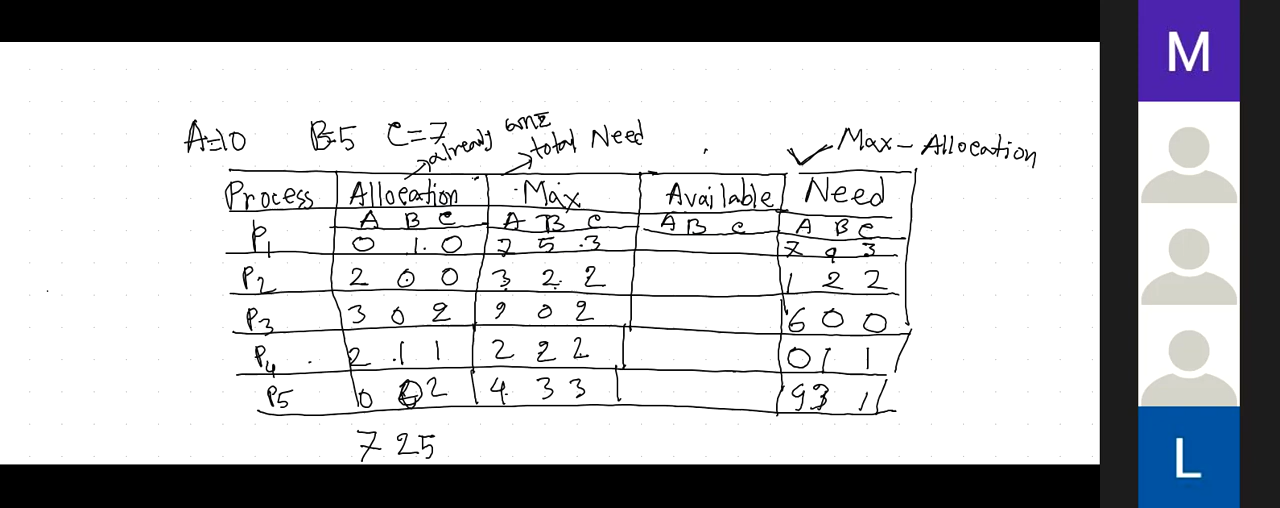 M
A=10 B=5 C=7
already
total Need
Max - Allocation
Process Allocation Max Available Need
A B C A B C A B C A B C
P1 0 1 0 7 5 3 7 4 3
P2 2 0 0 3 2 2 1 2 2
P3 3 0 2 9 0 2 6 0 0
P4 2 1 1 2 2 2 0 1 1
P5 0 0 2 4 3 3 4 3 1
7 2 5
L